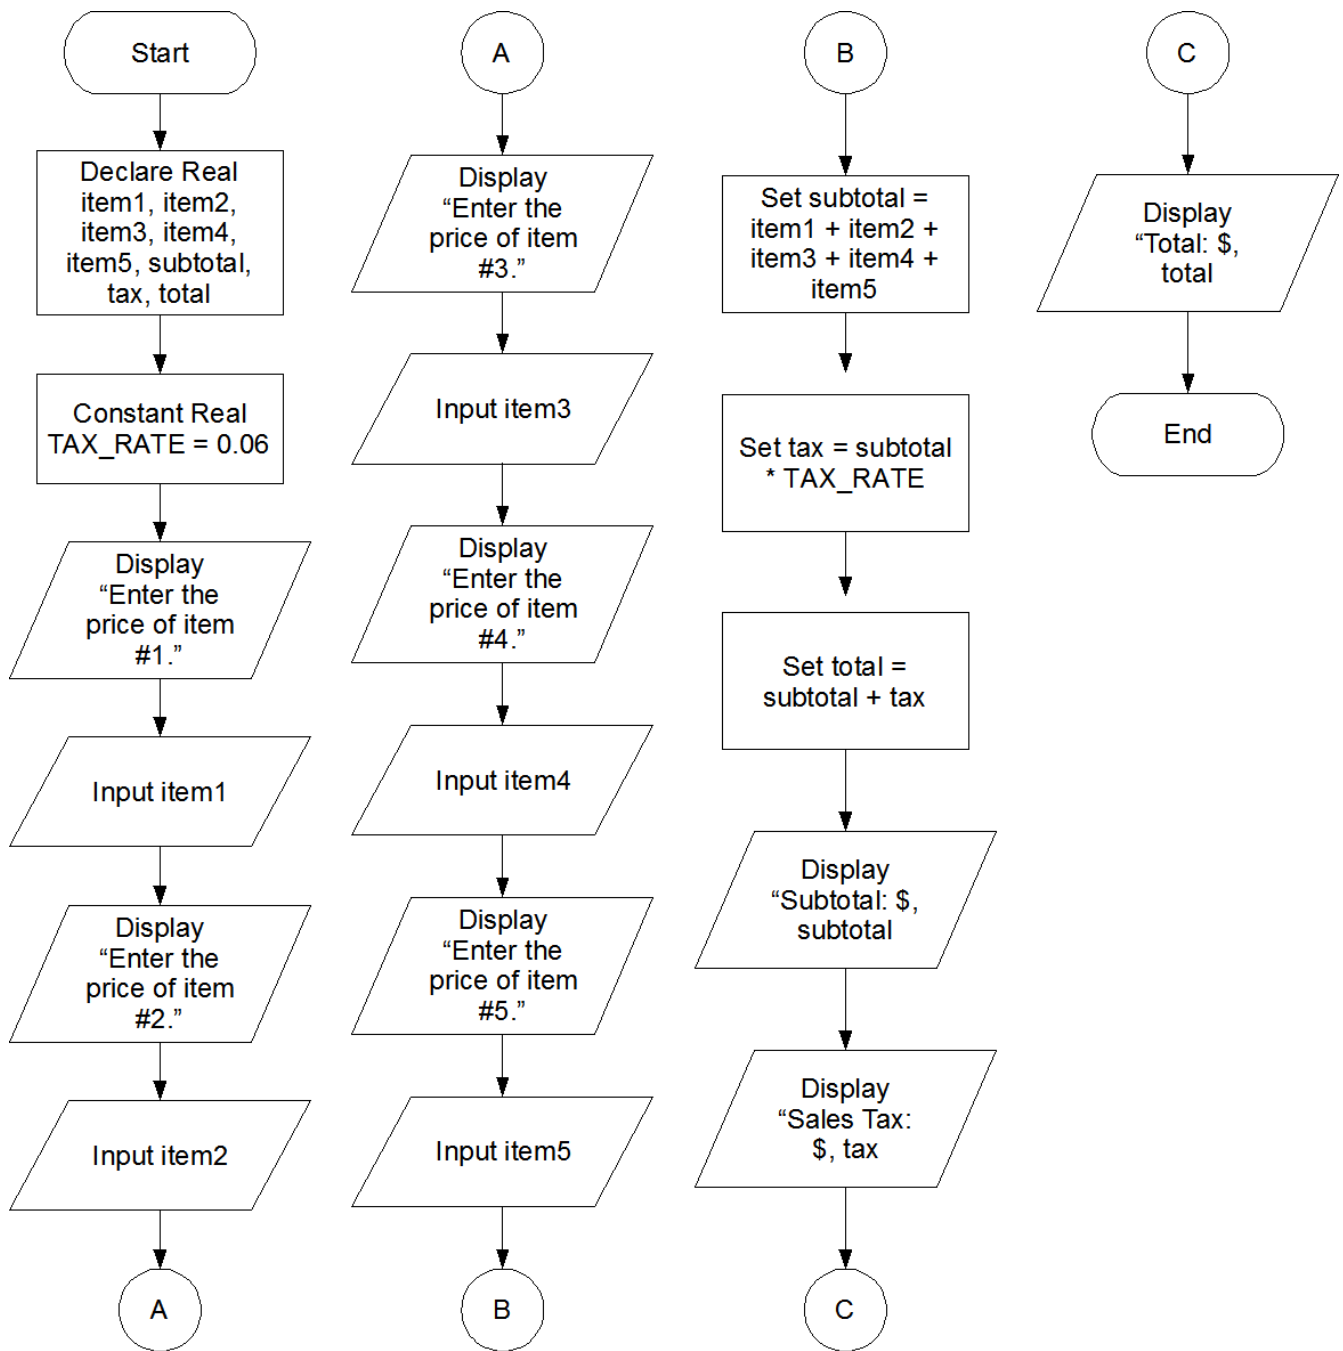 Start
Declare Real
item1, item2,
item3, item4,
item5, subtotal,
tax, total
Constant Real
TAX_RATE = 0.06
Display
“Enter the
price of item
#1.”
Input item1
Display
“Enter the
price of item
#2.”
Input item2
A
A
Display
“Enter the
price of item
#3.”
Input item3
Display
“Enter the
price of item
#4.”
Input item4
Display
“Enter the
price of item
#5.”
Input item5
B
B
Set subtotal =
item1 + item2 +
item3 + item4 +
item5
Set tax = subtotal
* TAX_RATE
Set total =
subtotal + tax
Display
“Subtotal: $,
subtotal
Display
“Sales Tax:
$, tax
C
C
Display
“Total: $,
total
End